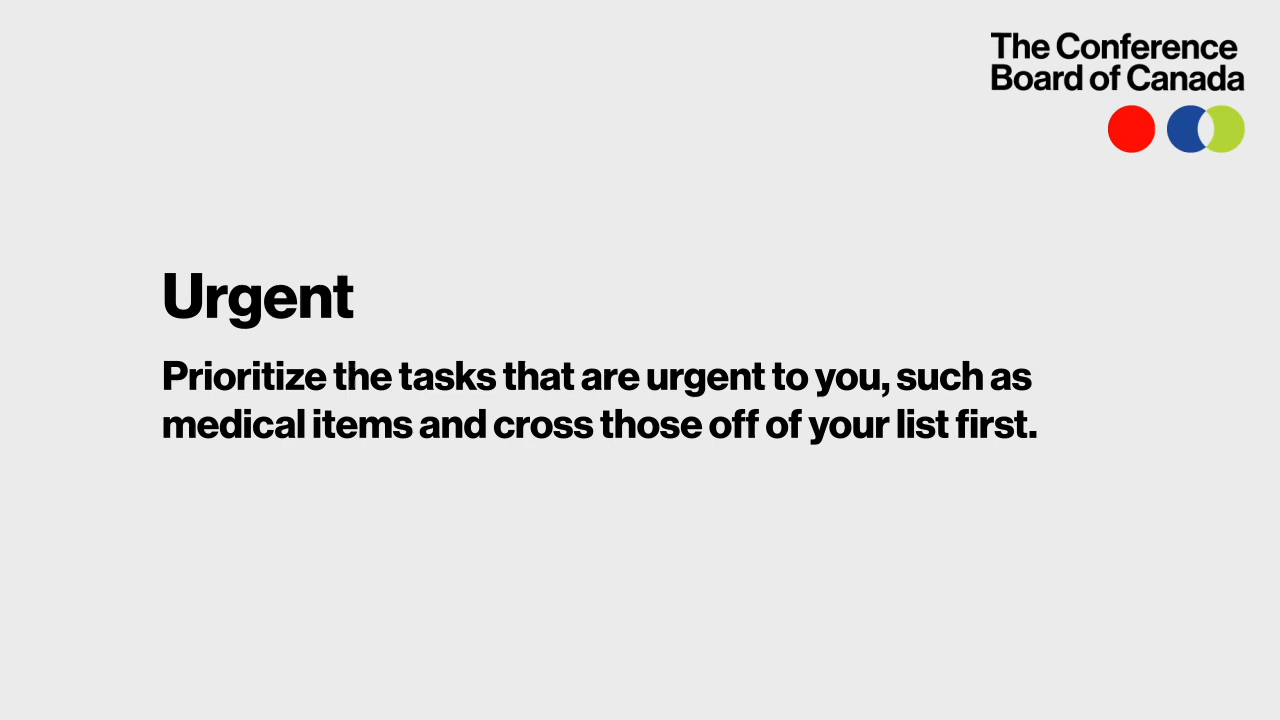 The Conference
Board of Canada
Urgent
Prioritize the tasks that are urgent to you, such as
medical items and cross those off of your list first.